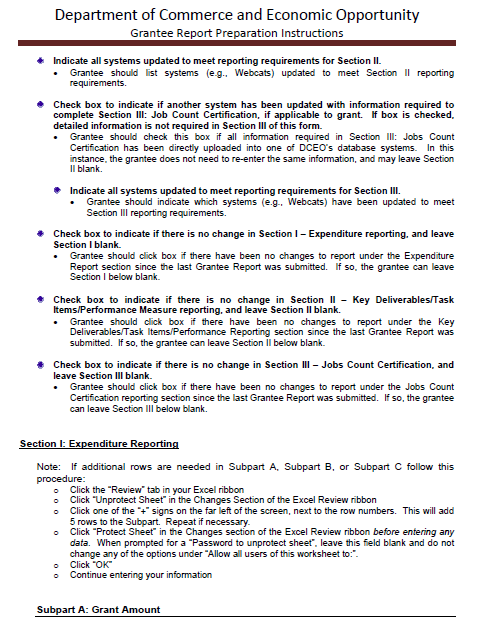 Department of Commerce and Economic Opportunity
Grantee Report Preparation Instructions
Indicate all systems updated to meet reporting requirements for Section II.
• Grantee should list systems (e.g., Webcats) updated to meet Section II reporting
requirements.
Check box to indicate if another system has been updated with information required to
complete Section III: Job Count Certification, if applicable to grant. If box is checked,
detailed information is not required in Section III of this form.
• Grantee should check this box if all information required in Section III: Jobs Count
Certification has been directly uploaded into one of DCEO's database systems. In this
instance, the grantee does not need to re-enter the same information, and may leave Section
II blank.
Indicate all systems updated to meet reporting requirements for Section III.
• Grantee should indicate which systems (e.g., Webcats) have been updated to meet
Section III reporting requirements.
Check box to indicate if there is no change in Section I – Expenditure reporting, and leave
Section I blank.
• Grantee should click box if there have been no changes to report under the Expenditure
Report section since the last Grantee Report was submitted. If so, the grantee can leave
Section I below blank.
Check box to indicate if there is no change in Section II – Key Deliverables/Task
Items/Performance Measure reporting, and leave Section II blank.
• Grantee should click box if there have been no changes to report under the Key
Deliverables/Task Items/Performance Reporting section since the last Grantee Report was
submitted. If so, the grantee can leave Section II below blank.
Check box to indicate if there is no change in Section III – Jobs Count Certification, and
leave Section III blank.
• Grantee should click box if there have been no changes to report under the Jobs Count
Certification reporting section since the last Grantee Report was submitted. If so, the grantee
can leave Section III below blank.
Section I: Expenditure Reporting
Note: If additional rows are needed in Subpart A, Subpart B, or Subpart C follow this
procedure:
o Click the "Review" tab in your Excel ribbon
o Click "Unprotect Sheet" in the Changes Section of the Excel Review ribbon
o Click one of the "+" signs on the far left of the screen, next to the row numbers. This will add
5 rows to the Subpart. Repeat if necessary.
o Click "Protect Sheet" in the Changes section of the Excel Review ribbon before entering any
data. When prompted for a "Password to unprotect sheet", leave this field blank and do not
change any of the options under "Allow all users of this worksheet to:".
o Click "OK"
o Continue entering your information
Subpart A: Grant Amount